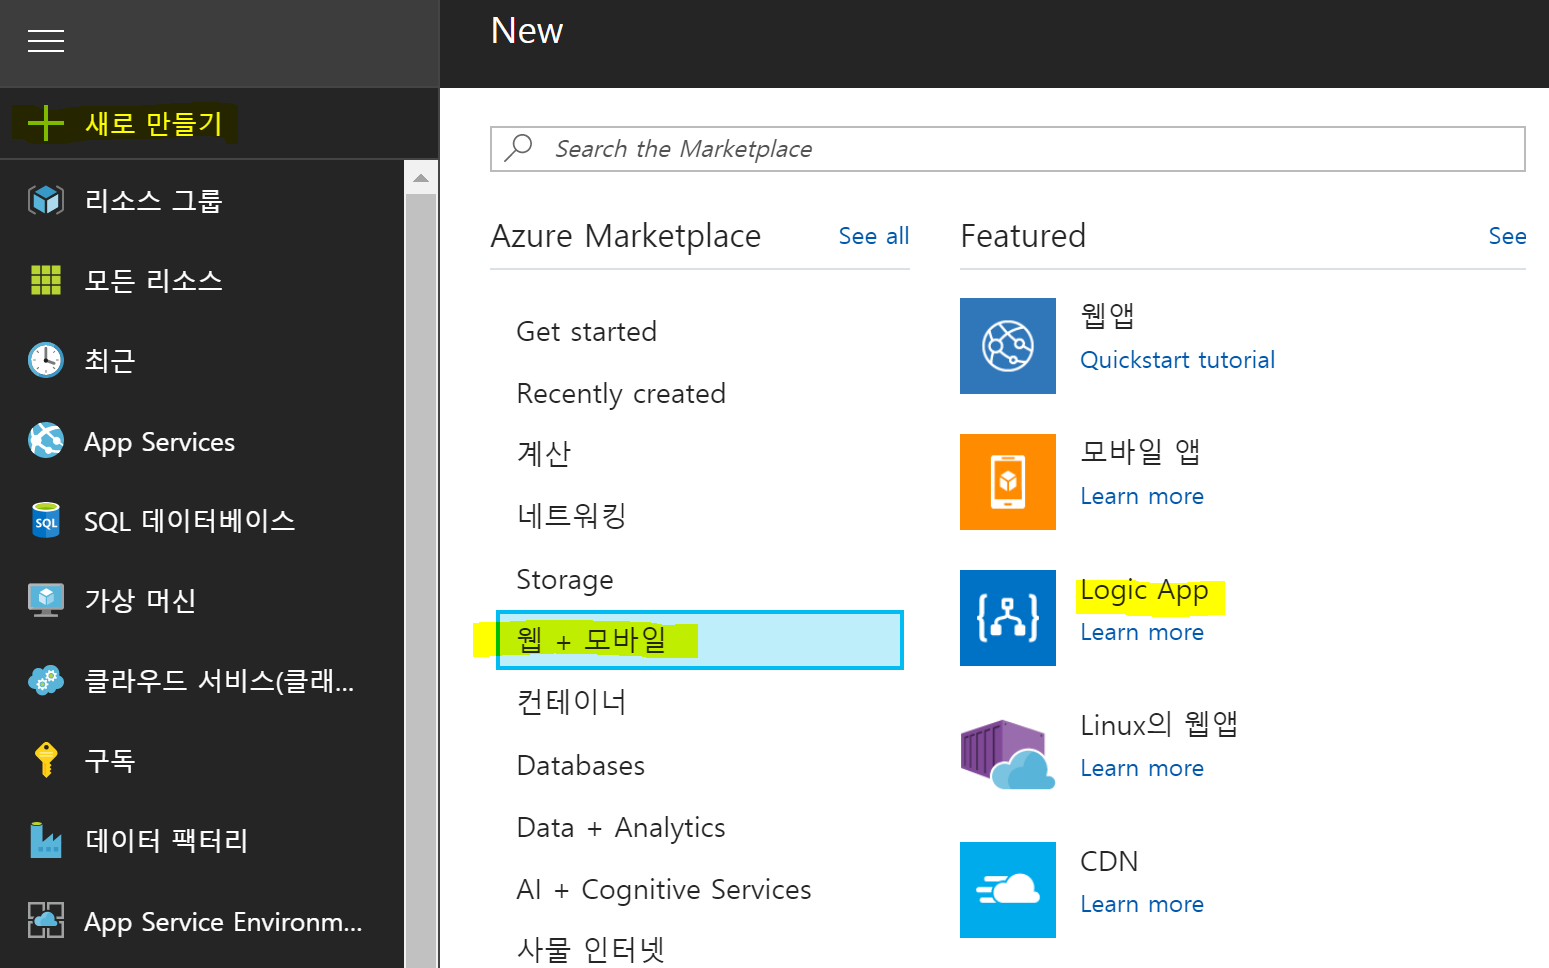 New
새로 만들기
리소스 그룹
모든 리소스
최근
App Services
SQL
SQL 데이터베이스
가상 머신
클라우드 서비스(클래...
구독
데이터 팩터리
App Service Environm...
Search the Marketplace
Azure Marketplace
See all
Get started
Recently created
계산
네트워킹
Storage
웹 + 모바일
컨테이너
Databases
Data + Analytics
AI + Cognitive Services
사물 인터넷
Featured
See
웹앱
Quickstart tutorial
모바일 앱
Learn more
Logic App
Learn more
Linux의 웹앱
Learn more
CDN
Learn more